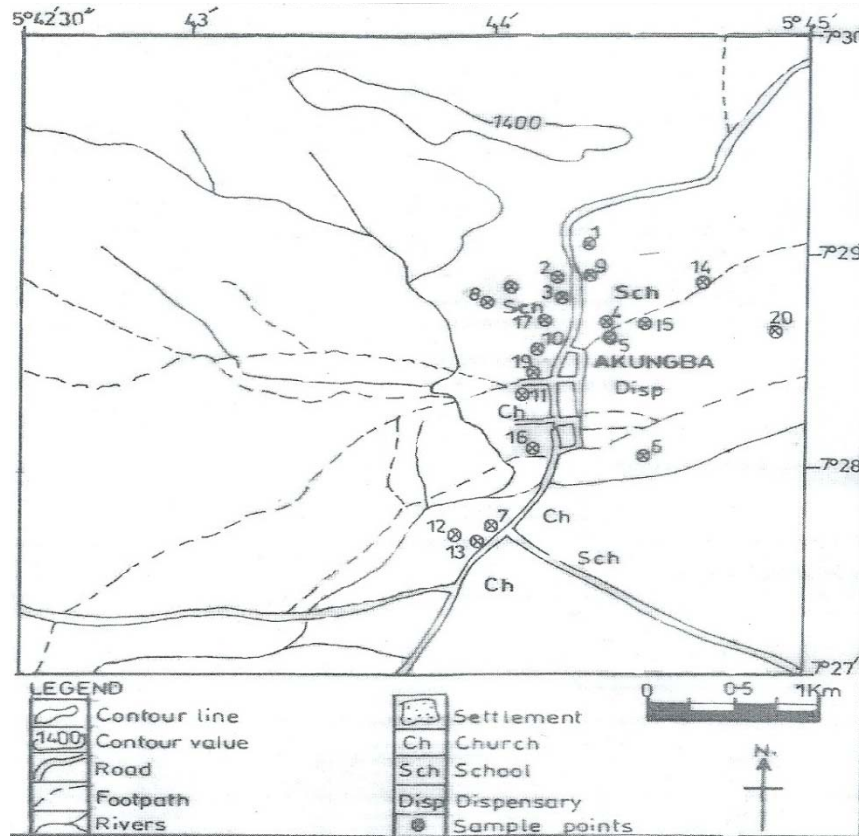 5°42'30" 43' 44' 5°45'
7°30
1400
1
7°29
2 9 14
8 3 Sch
Sch
17 4 15 20
10 5
19 AKUNGBA
11 Disp
Ch
16 6
7°28
7 Ch
12
13 Sch
Ch
7°27'
LEGEND
Contour line
1400 Contour value
Road
Footpath
Rivers
Settlement
Ch Church
Sch School
Disp Dispensary
Sample points
0 0·5 1Km
N.